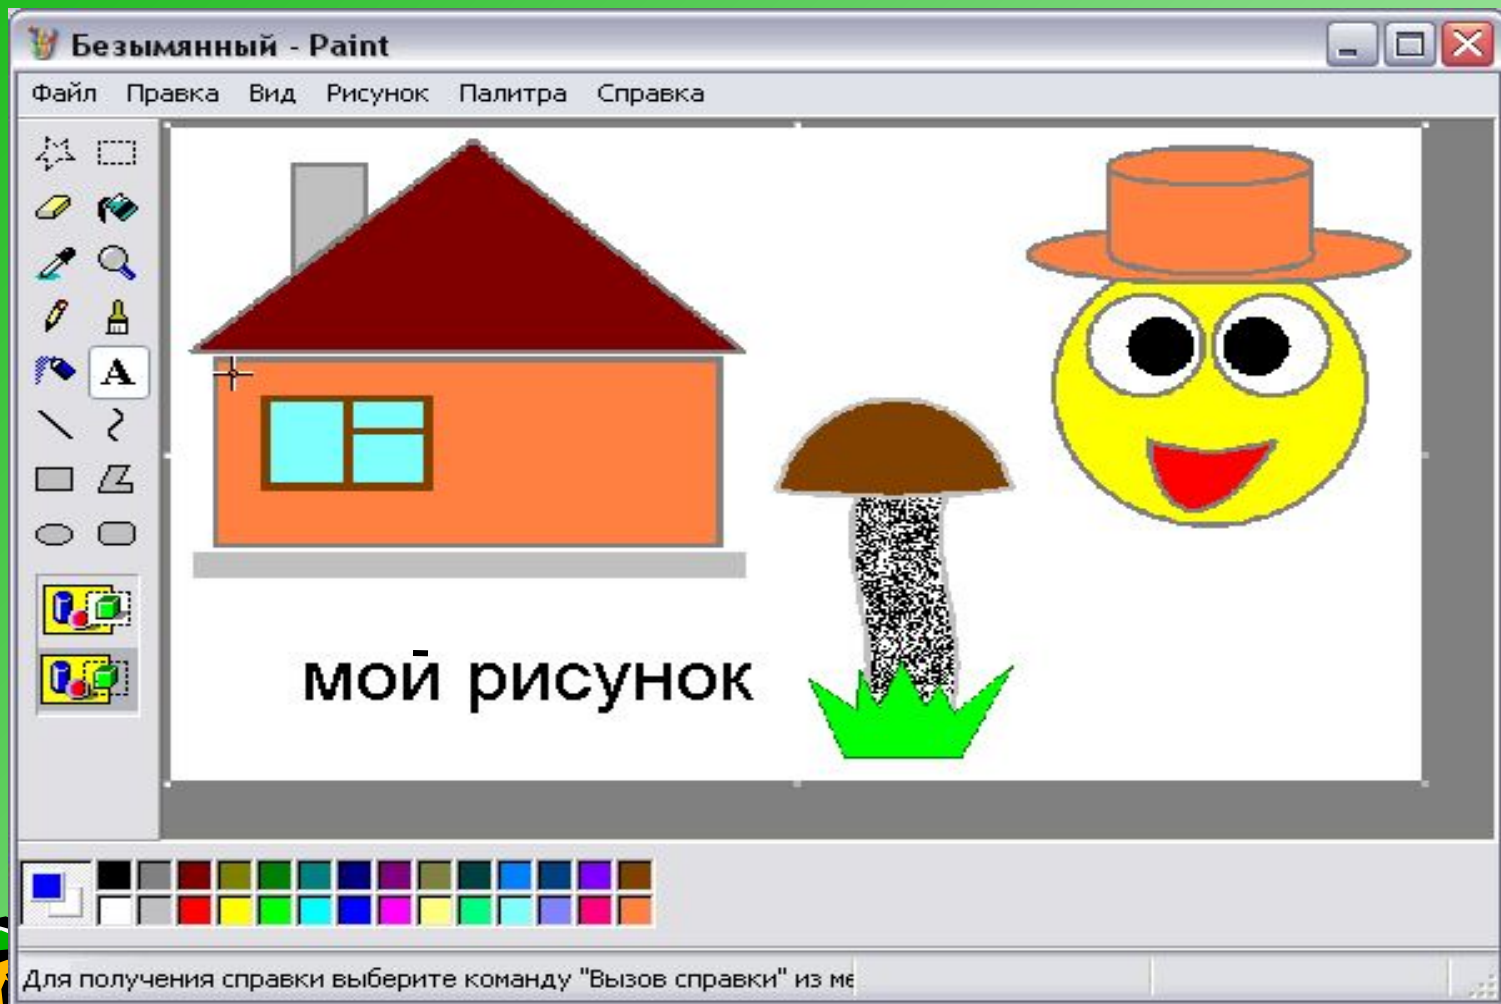 Безымянный - Paint
Файл Правка Вид Рисунок Палитра Справка
A
мой рисунок
Для получения справки выберите команду "Вызов справки" из ме